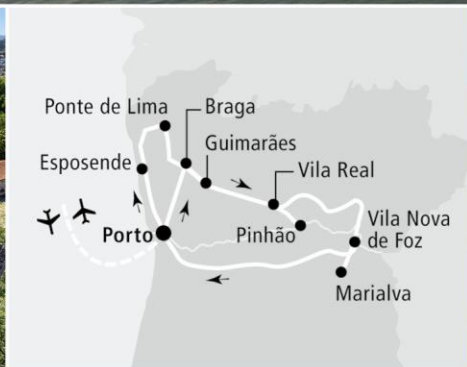 Ponte de Lima
Braga
Guimarães
Esposende
Vila Real
Porto
Pinhão
Vila Nova
de Foz
Marialva